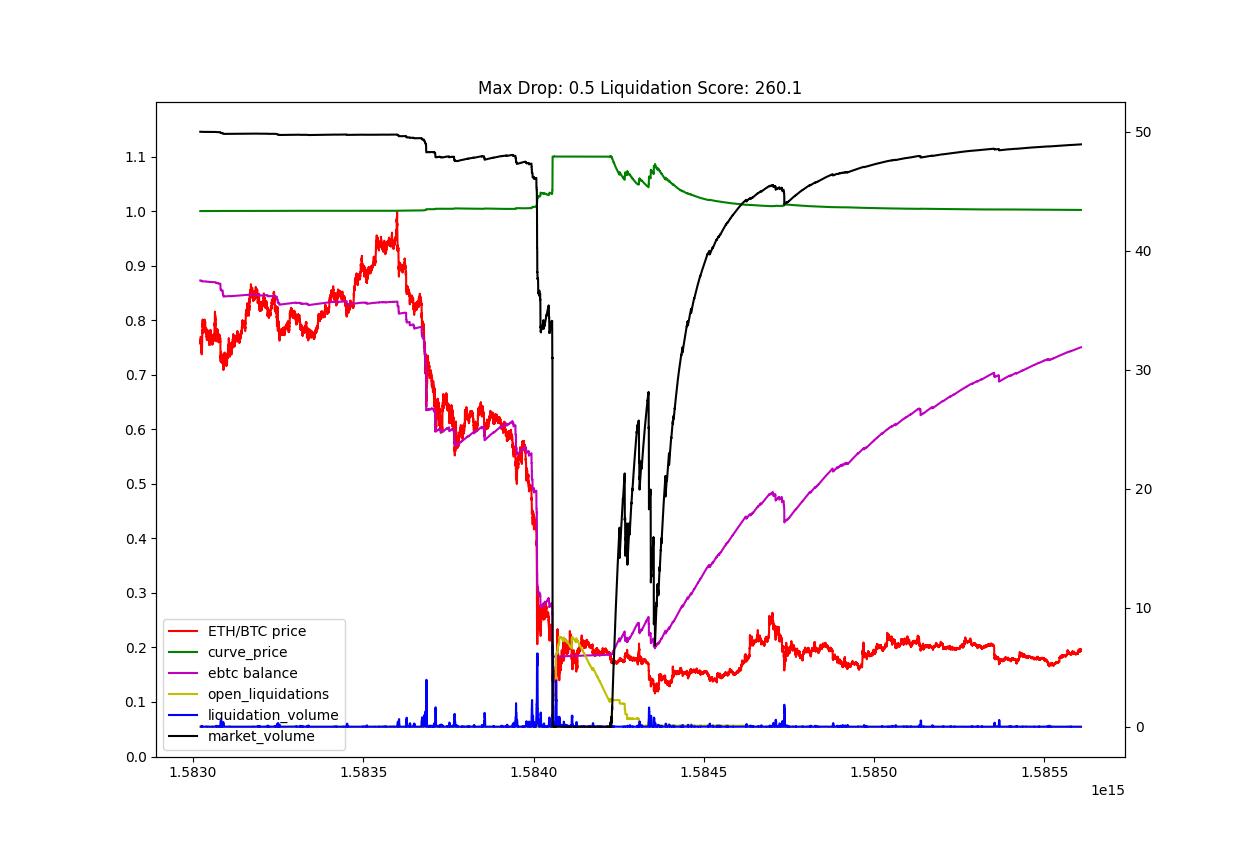 Max Drop: 0.5 Liquidation Score: 260.1
1.1
1.0
0.9
0.8
0.7
0.6
0.5
0.4
0.3
0.2
0.1
0.0
50
40
30
20
10
0
ETH/BTC price
curve_price
ebtc balance
open_liquidations
liquidation_volume
market_volume
1.5830 1.5835 1.5840 1.5845 1.5850 1.5855
1e15